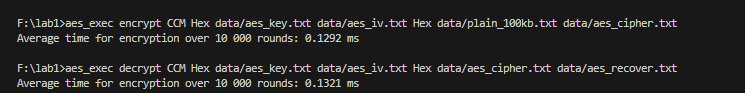 F:\lab1>aes_exec encrypt CCM Hex data/aes_key.txt data/aes_iv.txt Hex data/plain_100kb.txt data/aes_cipher.txt
Average time for encryption over 10 000 rounds: 0.1292 ms
F:\lab1>aes_exec decrypt CCM Hex data/aes_key.txt data/aes_iv.txt Hex data/aes_cipher.txt data/aes_recover.txt
Average time for encryption over 10 000 rounds: 0.1321 ms